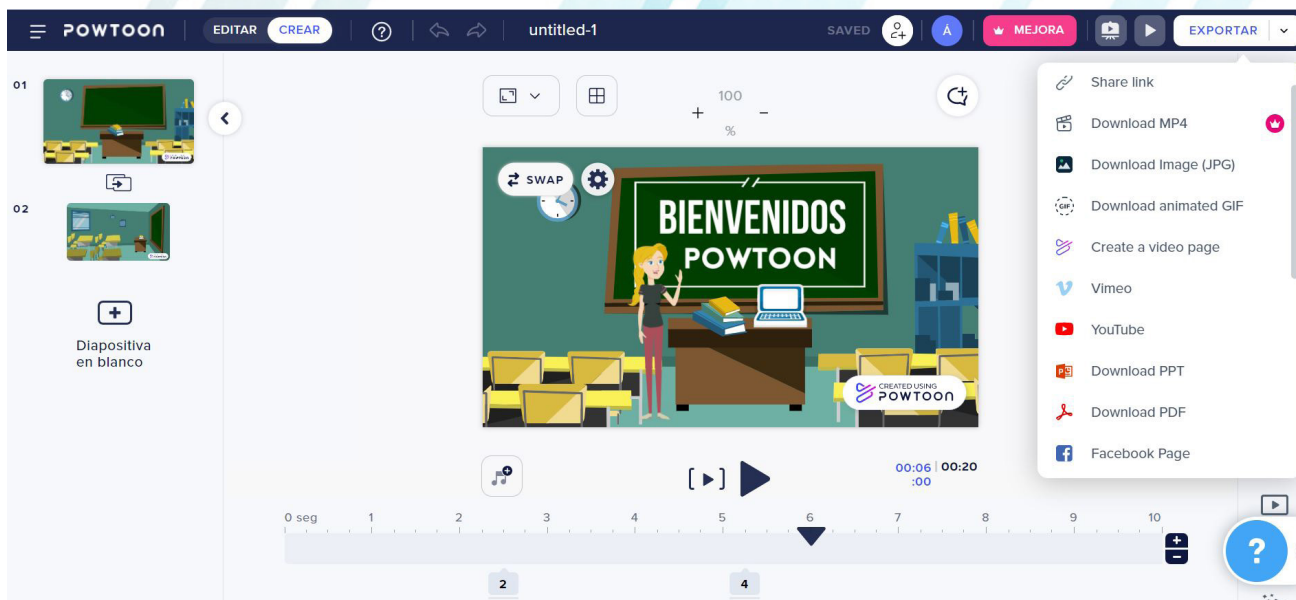 POWTOON
EDITAR
CREAR
?
untitled-1
SAVED
Á
MEJORA
EXPORTAR
01
02
Diapositiva
en blanco
100
+ −
%
SWAP
BIENVENIDOS
POWTOON
CREATED USING
POWTOON
Share link
Download MP4
Download Image (JPG)
GIF Download animated GIF
Create a video page
Vimeo
YouTube
Download PPT
Download PDF
Facebook Page
00:06 00:20
:00
0 seg 1 2 3 4 5 6 7 8 9 10
+
−
?
2 4